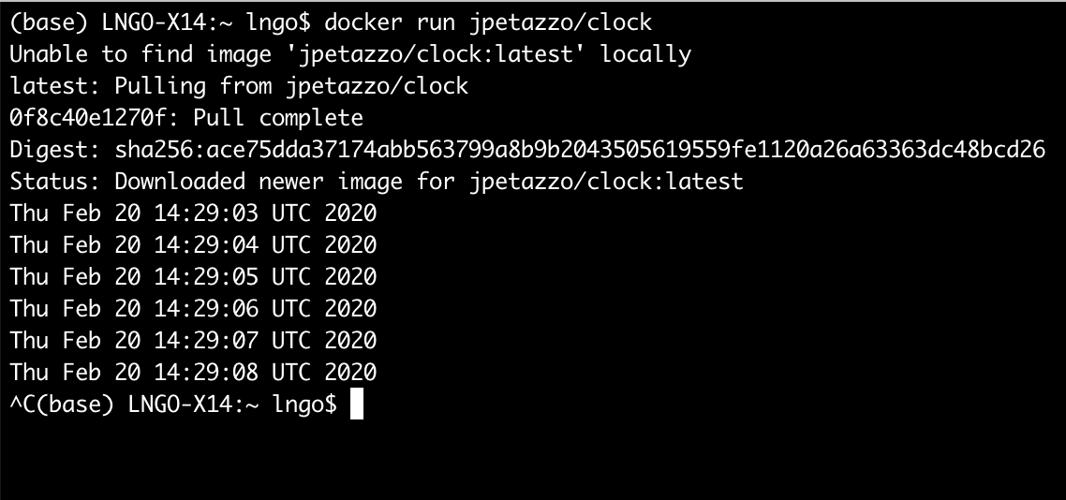 (base) LNGO-X14:~ lngo$ docker run jpetazzo/clock
Unable to find image 'jpetazzo/clock:latest' locally
latest: Pulling from jpetazzo/clock
0f8c40e1270f: Pull complete
Digest: sha256:ace75dda37174abb563799a8b9b2043505619559fe1120a26a63363dc48bcd26
Status: Downloaded newer image for jpetazzo/clock:latest
Thu Feb 20 14:29:03 UTC 2020
Thu Feb 20 14:29:04 UTC 2020
Thu Feb 20 14:29:05 UTC 2020
Thu Feb 20 14:29:06 UTC 2020
Thu Feb 20 14:29:07 UTC 2020
Thu Feb 20 14:29:08 UTC 2020
^C(base) LNGO-X14:~ lngo$